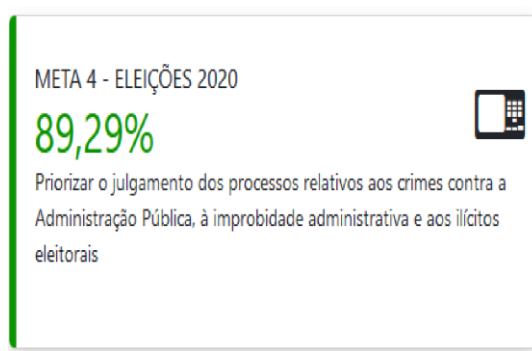 META 4 - ELEIÇÕES 2020
89,29%
Priorizar o julgamento dos processos relativos aos crimes contra a
Administração Pública, à improbidade administrativa e aos ilícitos
eleitorais